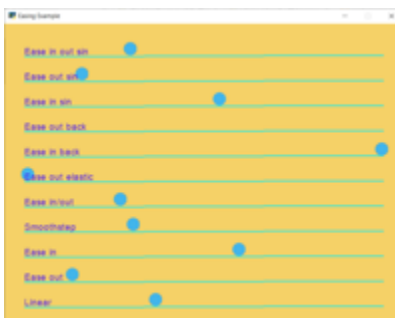 Easing Example
Ease in out sin
Ease out sin
Ease in sin
Ease out back
Ease in back
Ease out elastic
Ease in/out
Smoothstep
Ease in
Ease out
Linear